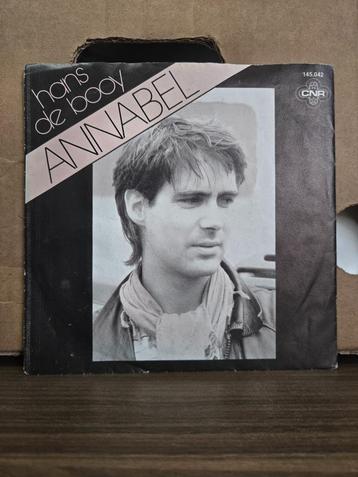 hans
de booy
ANNABEL
145.042
CNR